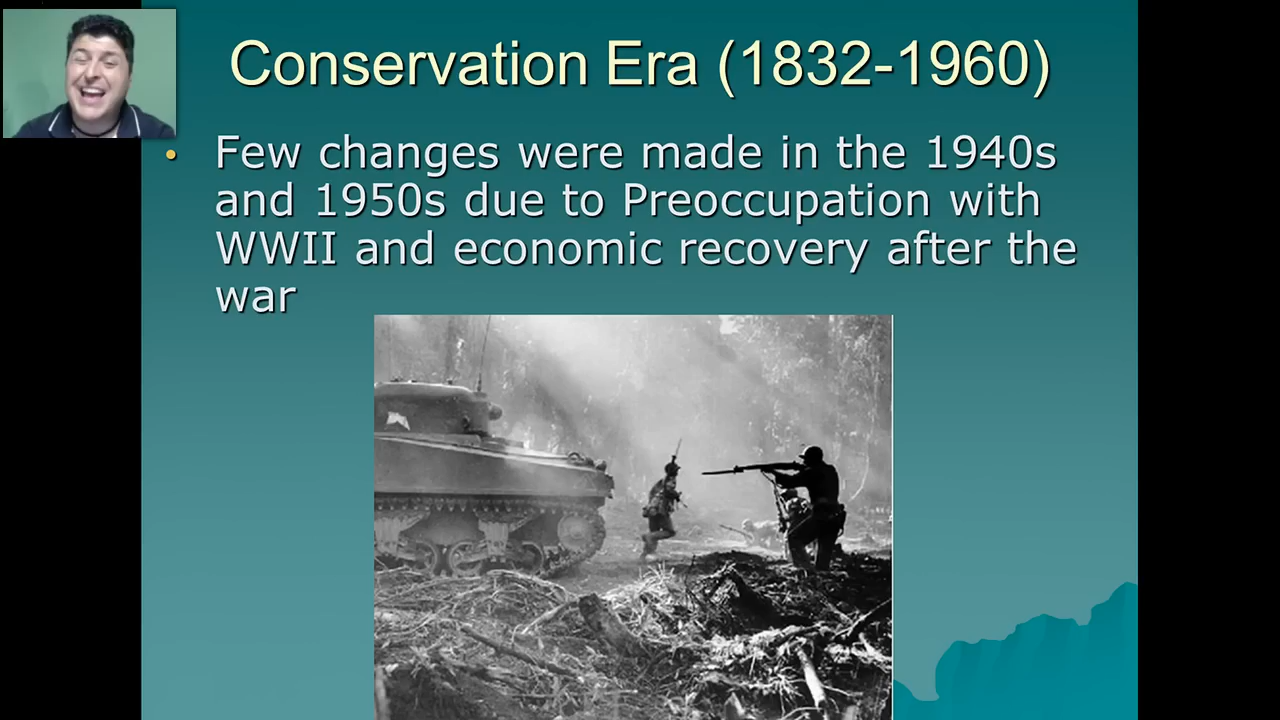 Conservation Era (1832-1960)
• Few changes were made in the 1940s
and 1950s due to Preoccupation with
WWII and economic recovery after the
war